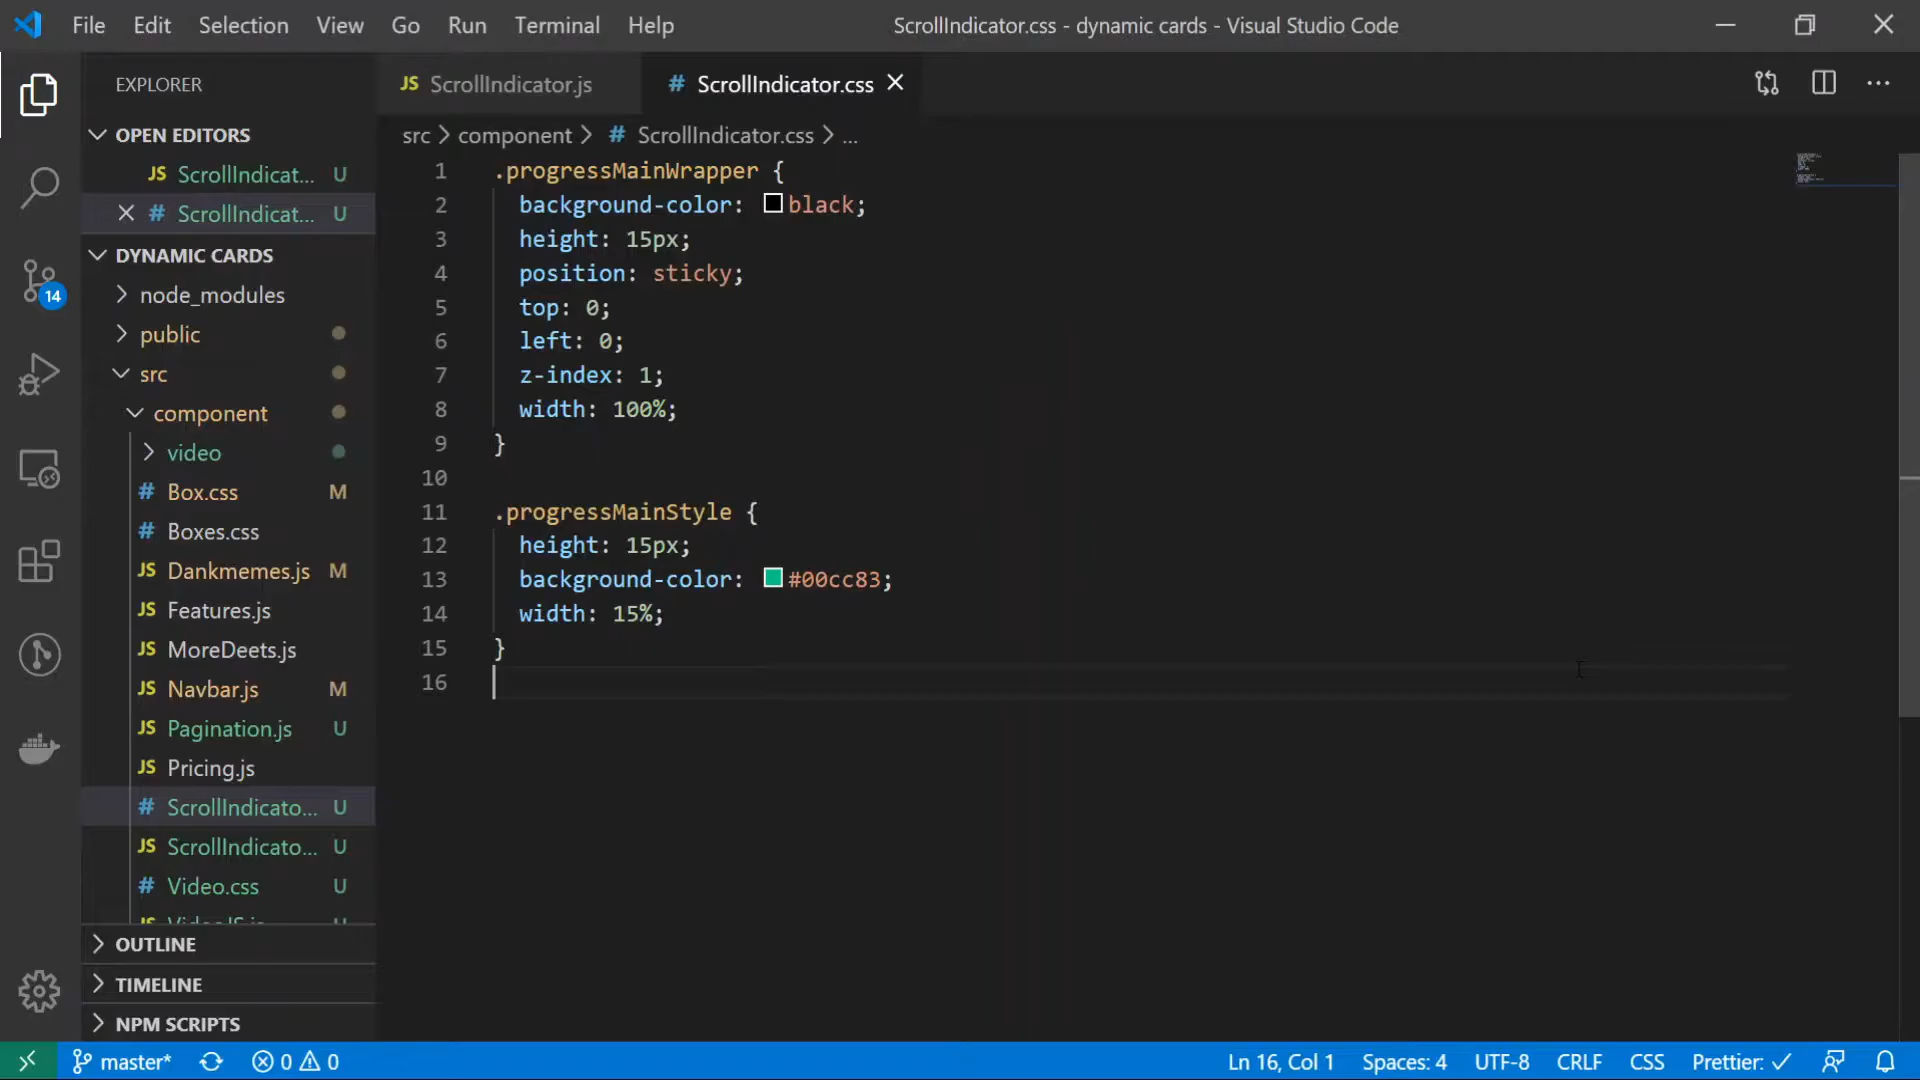 File Edit Selection View Go Run Terminal Help
ScrollIndicator.css - dynamic cards - Visual Studio Code
EXPLORER
OPEN EDITORS
JS ScrollIndicat... U
# ScrollIndicat... U
DYNAMIC CARDS
node_modules
public
src
component
video
# Box.css M
# Boxes.css
JS Dankmemes.js M
JS Features.js
JS MoreDeets.js
JS Navbar.js M
JS Pagination.js U
JS Pricing.js
# ScrollIndicato... U
JS ScrollIndicato... U
# Video.css U
OUTLINE
TIMELINE
NPM SCRIPTS
14
JS ScrollIndicator.js
# ScrollIndicator.css
src > component > # ScrollIndicator.css > ...
1 .progressMainWrapper {
2 background-color: black;
3 height: 15px;
4 position: sticky;
5 top: 0;
6 left: 0;
7 z-index: 1;
8 width: 100%;
9 }
10
11 .progressMainStyle {
12 height: 15px;
13 background-color: #00cc83;
14 width: 15%;
15 }
16
master* 0 0
Ln 16, Col 1 Spaces: 4 UTF-8 CRLF CSS Prettier: ✓